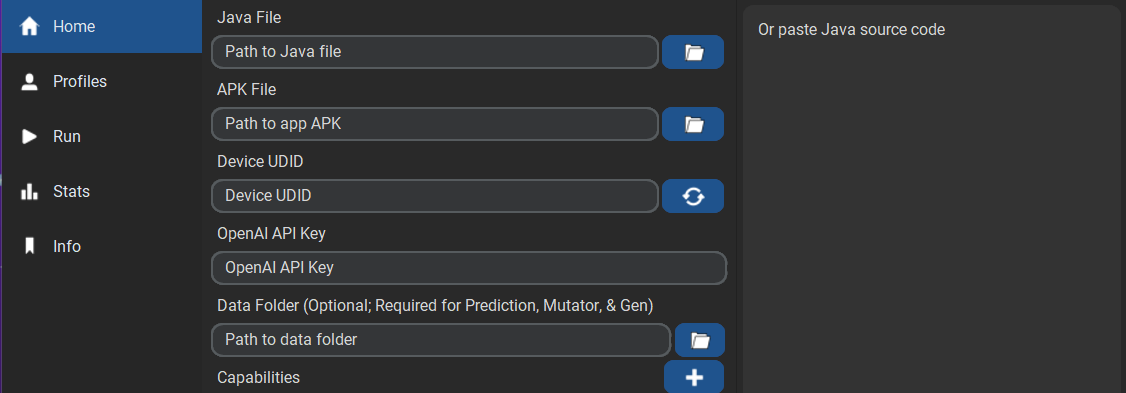 Home
Profiles
Run
Stats
Info
Java File
Path to Java file
APK File
Path to app APK
Device UDID
Device UDID
OpenAI API Key
OpenAI API Key
Data Folder (Optional; Required for Prediction, Mutator, & Gen)
Path to data folder
Capabilities
Or paste Java source code